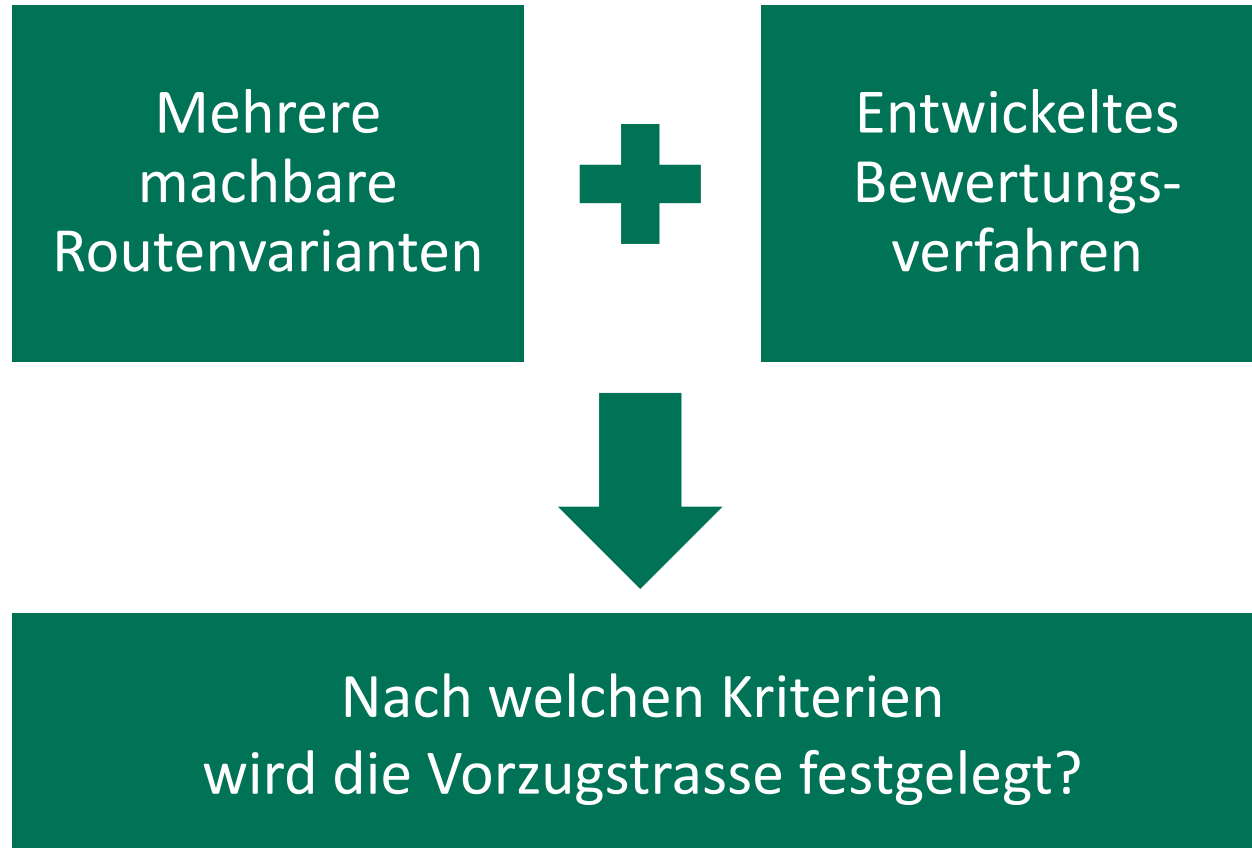 Mehrere
machbare
Routenvarianten
Entwickeltes
Bewertungs-
verfahren
Nach welchen Kriterien
wird die Vorzugstrasse festgelegt?